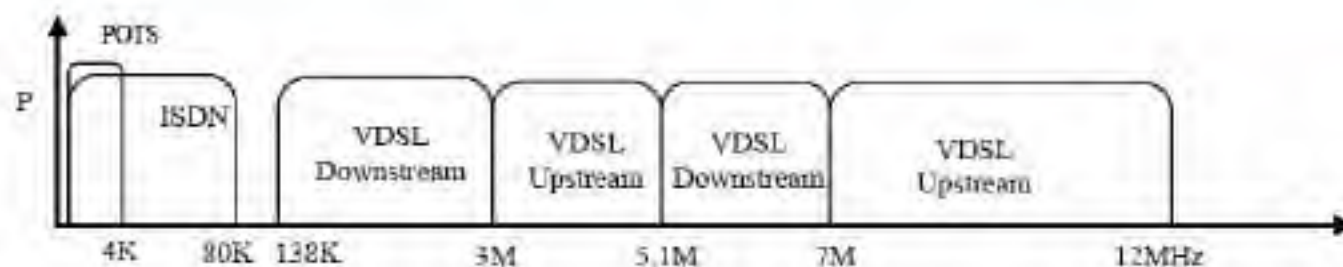 POTS
P
ISDN
VDSL
Downstream
VDSL
Upstream
VDSL
Downstream
VDSL
Upstream
4K 80K 138K 3M 5.1M 7M 12MHz